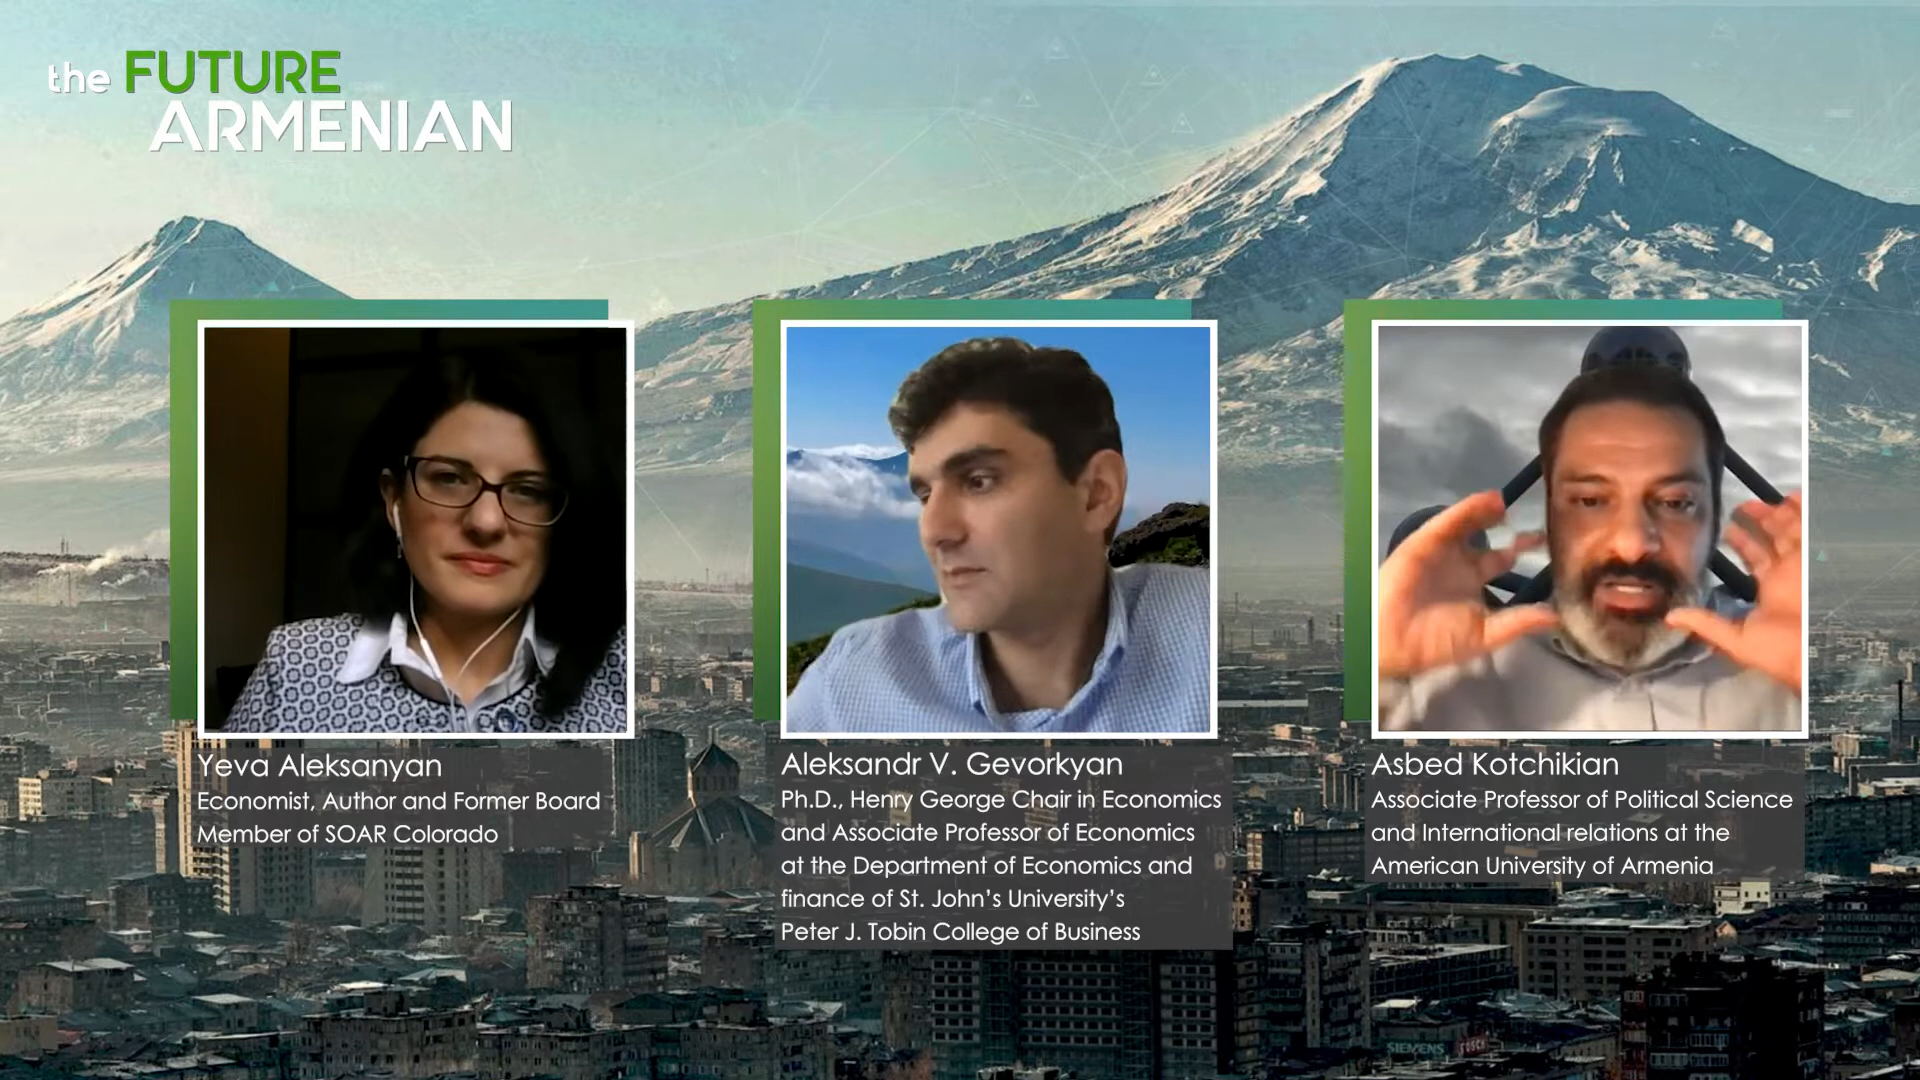 the FUTURE
ARMENIAN
Yeva Aleksanyan
Economist, Author and Former Board
Member of SOAR Colorado
Aleksandr V. Gevorkyan
Ph.D., Henry George Chair in Economics
and Associate Professor of Economics
at the Department of Economics and
finance of St. John’s University’s
Peter J. Tobin College of Business
Asbed Kotchikian
Associate Professor of Political Science
and International relations at the
American University of Armenia
SIEMENS BOSCH